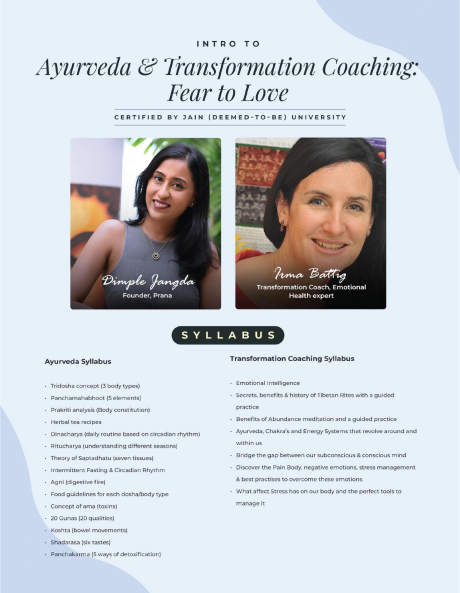 INTRO TO
Ayurveda & Transformation Coaching:
Fear to Love
CERTIFIED BY JAIN (DEEMED-TO-BE) UNIVERSITY
Dimple Jangda
Founder, Prana
Irma Battig
Transformation Coach, Emotional
Health expert
SYLLABUS
Ayurveda Syllabus
• Tridosha concept (3 body types)
• Panchamahabhoot (5 elements)
• Prakriti analysis (Body constitution)
• Herbal tea recipes
• Dinacharya (daily routine based on circadian rhythm)
• Ritucharya (understanding different seasons)
• Theory of Saptadhatu (seven tissues)
• Intermittent Fasting & Circadian Rhythm
• Agni (digestive fire)
• Food guidelines for each dosha/body type
• Concept of ama (toxins)
• 20 Gunas (20 qualities)
• Koshta (bowel movements)
• Shadarasa (six tastes)
• Panchakarma (5 ways of detoxification)
Transformation Coaching Syllabus
• Emotional Intelligence
• Secrets, benefits & history of Tibetan Rites with a guided
practice
• Benefits of Abundance meditation and a guided practice
• Ayurveda, Chakra's and Energy Systems that revolve around and
within us
• Bridge the gap between our subconscious & conscious mind
• Discover the Pain Body, negative emotions, stress management
& best practises to overcome these emotions
• What affect Stress has on our body and the perfect tools to
manage it